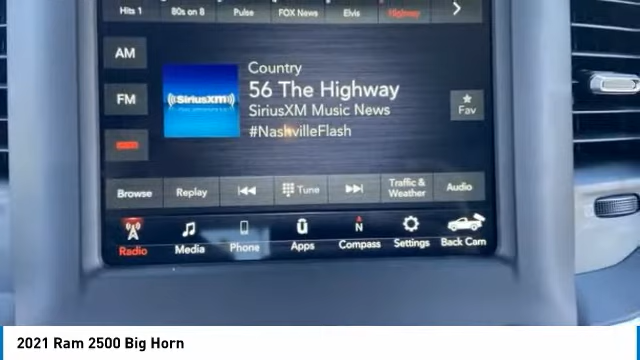 Hits 1 80s on 8 Pulse FOX News Elvis Highway
AM
FM
((SiriusXM))
Country
56 The Highway
SiriusXM Music News
#NashvilleFlash
Fav
Browse Replay Tune Traffic & Weather Audio
Radio Media Phone Apps N Compass Settings Back Cam
2021 Ram 2500 Big Horn